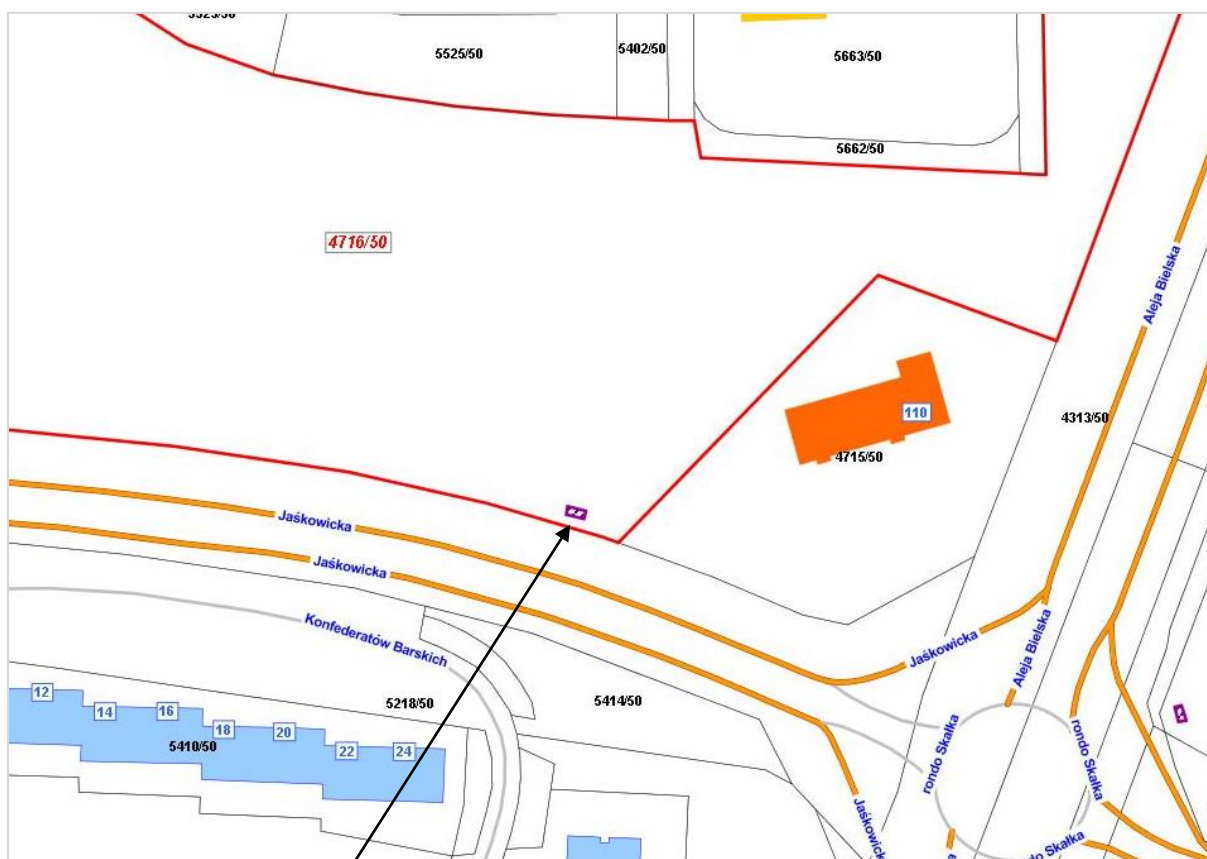 5525/50
5402/50
5663/50
5662/50
4716/50
Aleja Bielska
110
4313/50
4715/50
Jaśkowicka
Jaśkowicka
Konfederatów Barskich
Jaśkowicka
Aleja Bielska
12
14
16
18
20
22
24
5218/50
5414/50
5410/50
rondo Skałka
rondo Skałka
Jaśkowicka